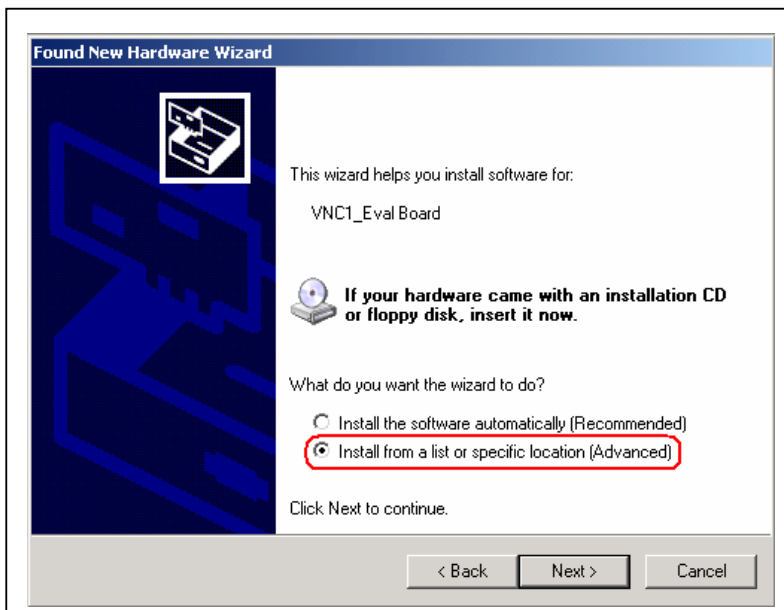 Found New Hardware Wizard
This wizard helps you install software for:
VNC1_Eval Board
If your hardware came with an installation CD
or floppy disk, insert it now.
What do you want the wizard to do?
Install the software automatically (Recommended)
Install from a list or specific location (Advanced)
Click Next to continue.
< Back
Next >
Cancel